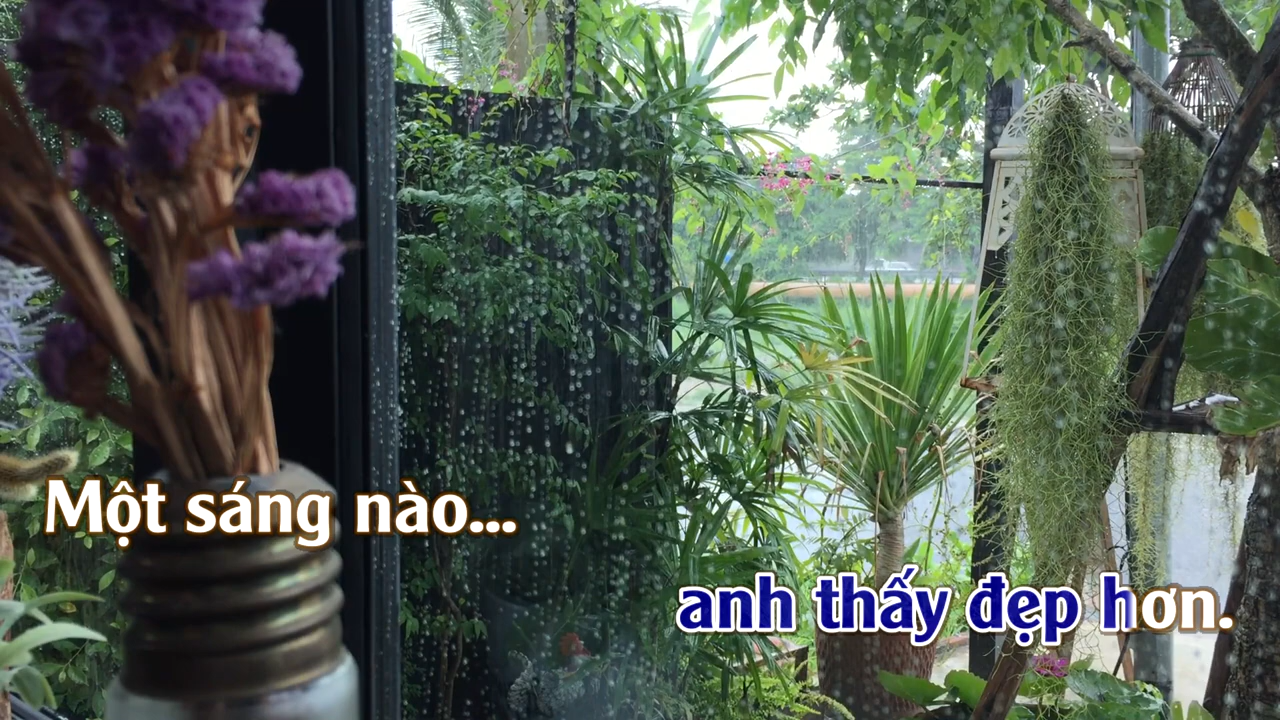 Một sáng nào...
anh thấy đẹp hơn.